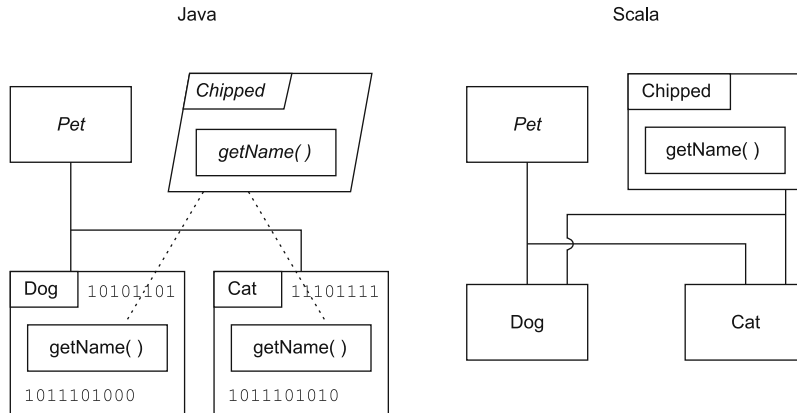 Java
Pet
Chipped
getName( )
Dog
10101101
getName( )
1011101000
Cat
11101111
getName( )
1011101010
Scala
Pet
Chipped
getName( )
Dog
Cat